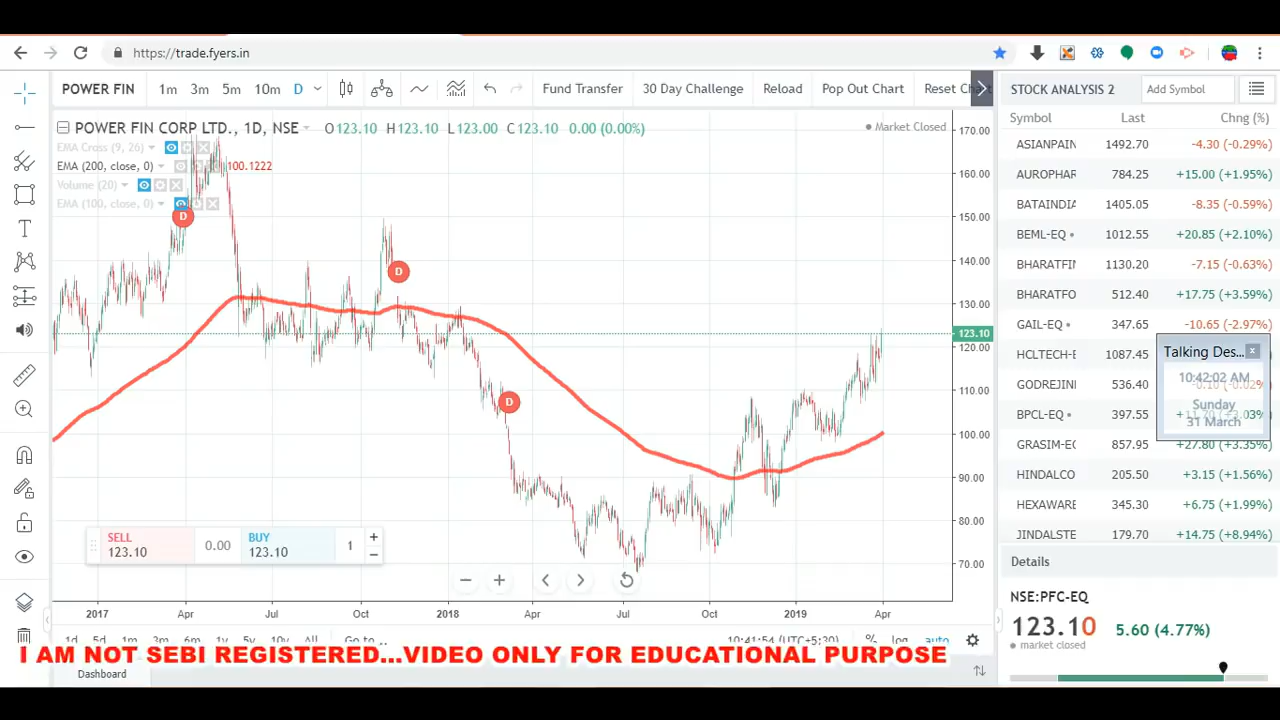 https://trade.fyers.in
POWER FIN 1m 3m 5m 10m D Fund Transfer 30 Day Challenge Reload Pop Out Chart Reset
STOCK ANALYSIS 2 Add Symbol
POWER FIN CORP LTD., 1D, NSE O123.10 H123.10 L123.00 C123.10 0.00 (0.00%)
Market Closed
EMA Cross (9, 26)
EMA (200, close, 0) 100.1222
Volume (20)
EMA (100, close, 0)
D
D
D
170.00
160.00
150.00
140.00
130.00
123.10
120.00
110.00
100.00
90.00
80.00
70.00
SELL
123.10
0.00
BUY
123.10
1
2017 Apr Jul Oct 2018 Apr Jul Oct 2019 Apr
1d 5d 1m 3m 6m 1y 5y All Go to... 10:41:54 (UTC+5:30) % log auto
I AM NOT SEBI REGISTERED...VIDEO ONLY FOR EDUCATIONAL PURPOSE
Dashboard
Symbol Last Chng (%)
ASIANPAIN 1492.70 -4.30 (-0.29%)
AUROPHAR 784.25 +15.00 (+1.95%)
BATAINDIA 1405.05 -8.35 (-0.59%)
BEML-EQ 1012.55 +20.85 (+2.10%)
BHARATFIN 1130.20 -7.15 (-0.63%)
BHARATFO 512.40 +17.75 (+3.59%)
GAIL-EQ 347.65 -10.65 (-2.97%)
HCLTECH-E 1087.45
GODREJIN 536.40 -0.10 (-0.02%)
BPCL-EQ 397.55
GRASIM-EQ 857.95 +27.80 (+3.35%)
HINDALCO 205.50 +3.15 (+1.56%)
HEXAWARE 345.30 +6.75 (+1.99%)
JINDALSTE 179.70 +14.75 (+8.94%)
Talking Des...
10:42:02 AM
Sunday
31 March
Details
NSE:PFC-EQ
123.10 5.60 (4.77%)
market closed